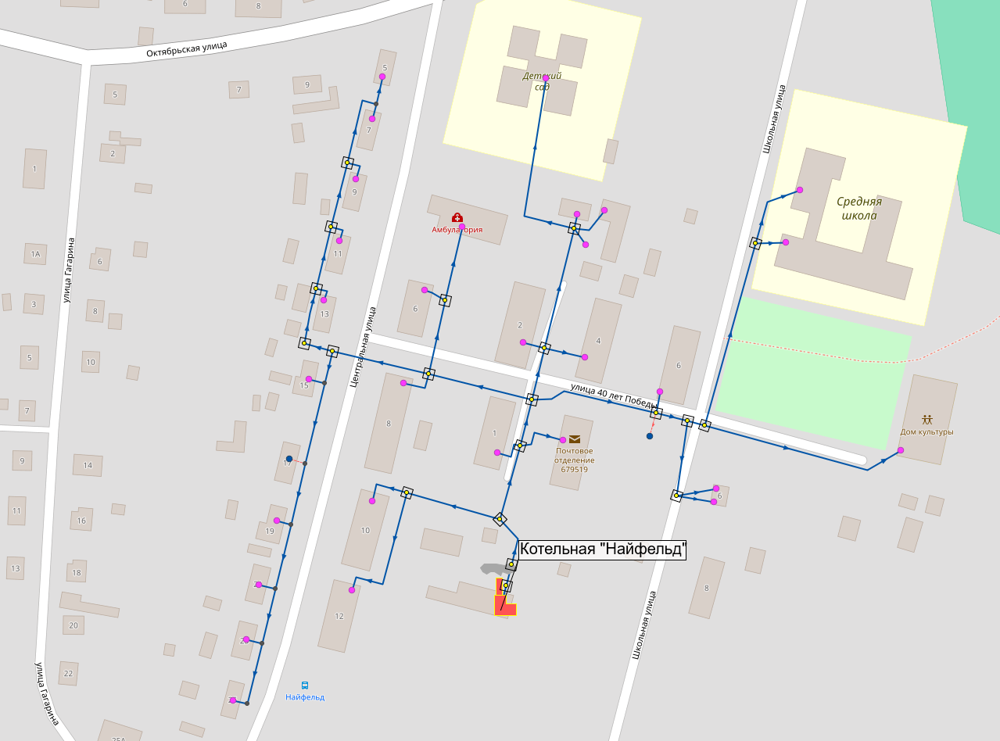 6
8
Октябрьская улица
5
7
9
5
Детский
сад
7
2
1
9
Школьная улица
Средняя
школа
Амбулатория
11
1А
6
улица Гагарина
3
8
13
6
2
4
Центральная улица
5
10
15
6
улица 40 лет Победы
7
8
1
Дом культуры
Почтовое
отделение
679519
9
14
17
6
11
16
19
10
Котельная "Найфельд"
13
18
8
20
12
Школьная улица
22
Найфельд
улица Гагарина
25А